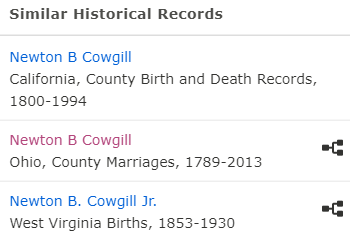 Similar Historical Records
Newton B Cowgill
California, County Birth and Death Records,
1800-1994
Newton B Cowgill
Ohio, County Marriages, 1789-2013
Newton B. Cowgill Jr.
West Virginia Births, 1853-1930